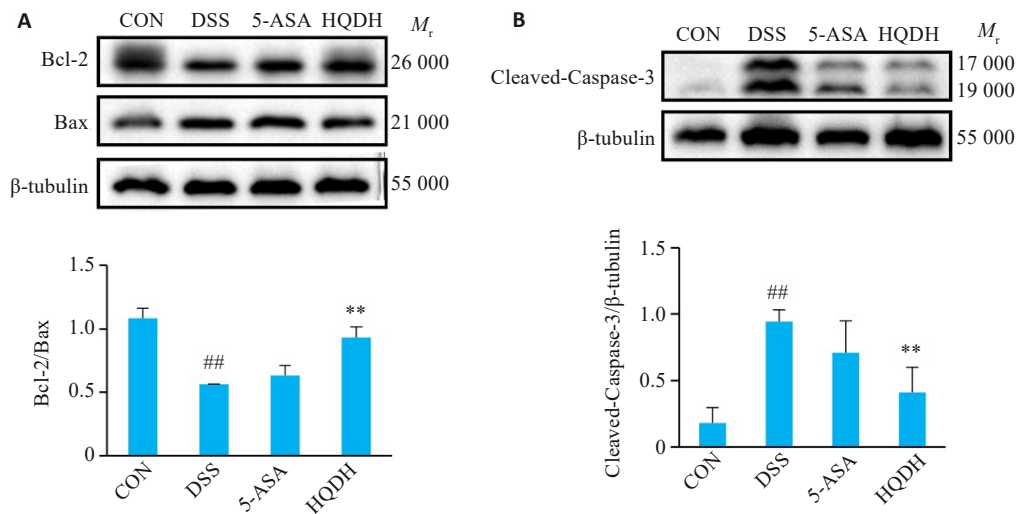 A
CON DSS 5-ASA HQDH Mr
Bcl-2 26 000
Bax 21 000
β-tubulin 55 000
1.5
1.0
0.5
0
Bcl-2/Bax
##
**
CON DSS 5-ASA HQDH
B
CON DSS 5-ASA HQDH Mr
Cleaved-Caspase-3 17 000
19 000
β-tubulin 55 000
1.5
1.0
0.5
0
Cleaved-Caspase-3/β-tubulin
##
**
CON DSS 5-ASA HQDH